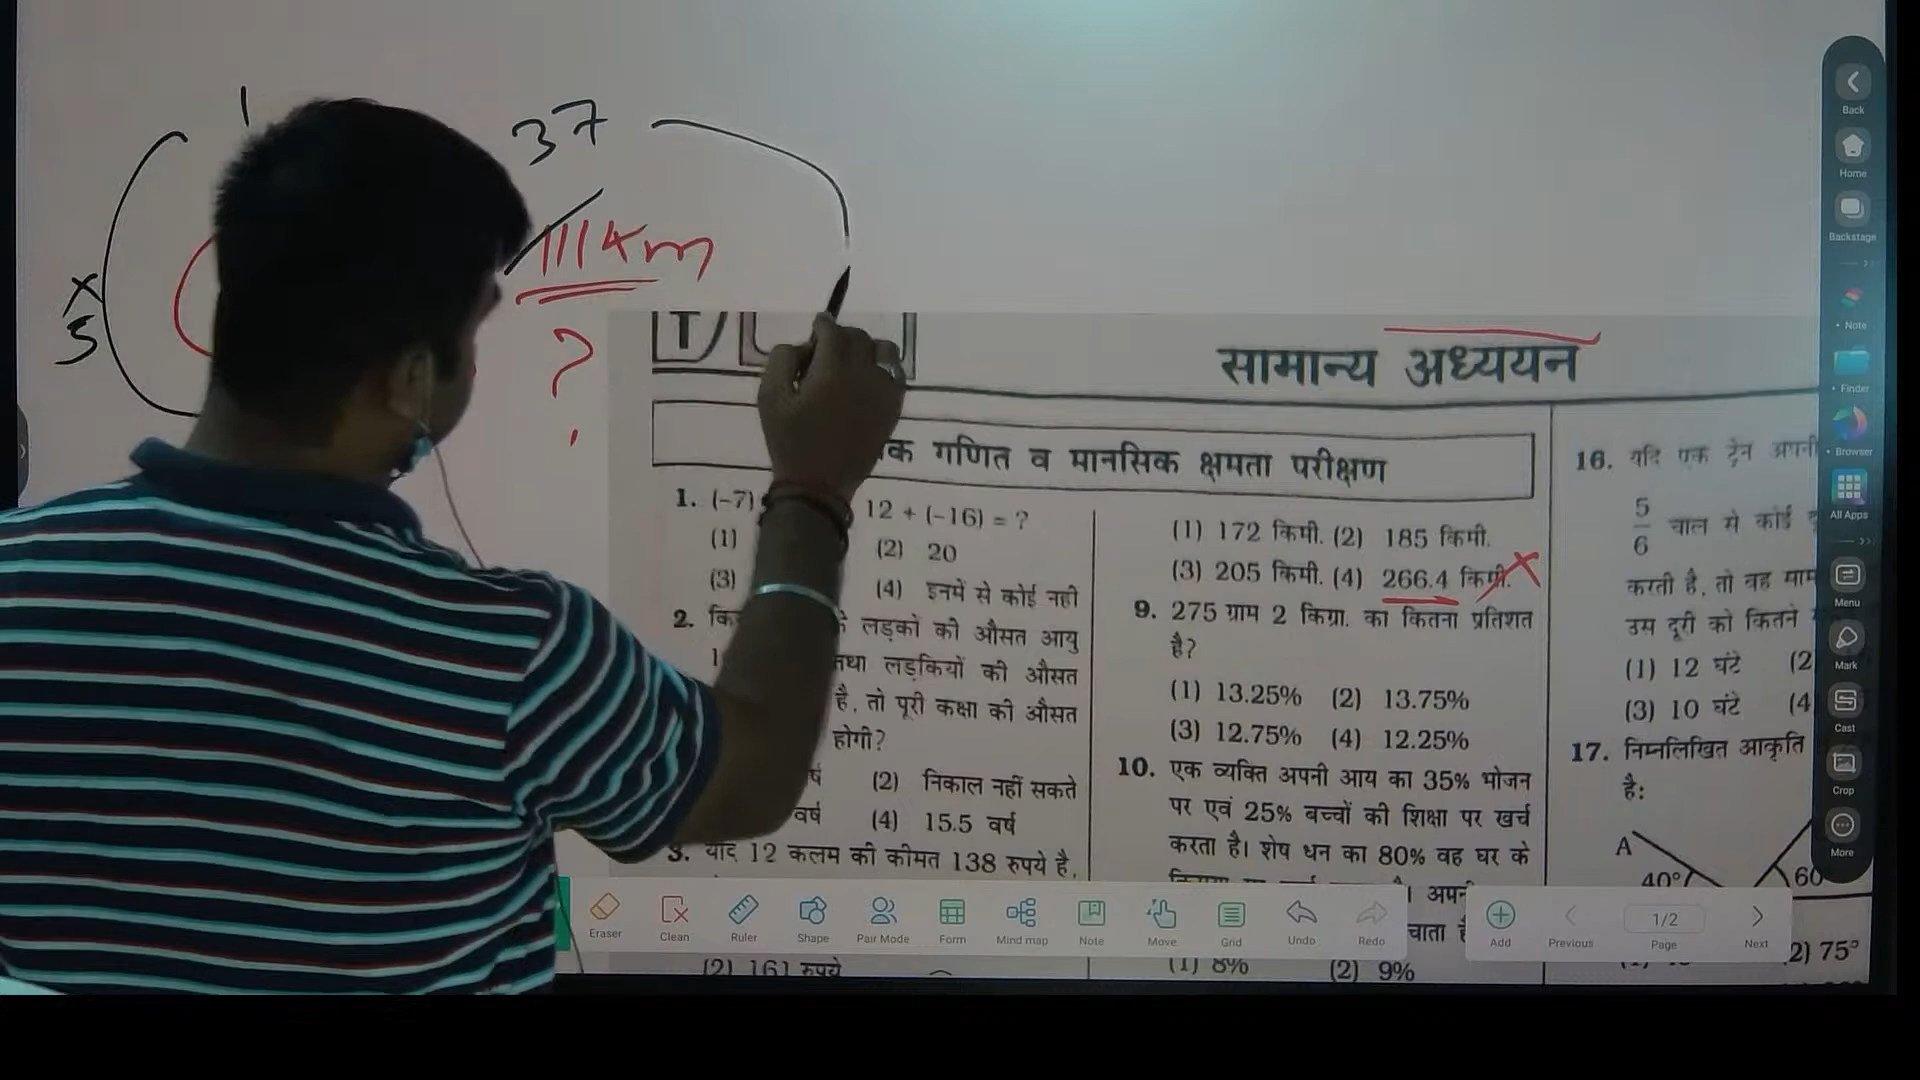 1
37
111 Km
x
5
?
T
सामान्य अध्ययन
गणित व मानसिक क्षमता परीक्षण
1. (-7) 12 + (-16) = ?
(1) (2) 20
(3) (4) इनमें से कोई नहीं
2. लड़कों की औसत आयु
तथा लड़कियों की औसत
है, तो पूरी कक्षा की औसत
होगी?
(2) निकाल नहीं सकते
वर्ष (4) 15.5 वर्ष
3. यदि 12 कलम की कीमत 138 रुपये है,
(2) 161 रुपये
(1) 172 किमी. (2) 185 किमी.
(3) 205 किमी. (4) 266.4 किमी.
9. 275 ग्राम 2 किग्रा. का कितना प्रतिशत
है?
(1) 13.25% (2) 13.75%
(3) 12.75% (4) 12.25%
10. एक व्यक्ति अपनी आय का 35% भोजन
पर एवं 25% बच्चों की शिक्षा पर खर्च
करता है। शेष धन का 80% वह घर के
(1) 8% (2) 9%
16. यदि एक ट्रेन अपनी
5/6 चाल से कोई
करती है, तो वह
उस दूरी को कितने
(1) 12 घंटे (2
(3) 10 घंटे (4
17. निम्नलिखित आकृति
है:
A
40° 60
2) 75°
Back
Home
Backstage
Note
Finder
Browser
All Apps
Menu
Mark
Cast
Crop
More
Eraser Clean Ruler Shape Pair Mode Form Mind map Note Move Grid Undo Redo
Add Previous 1/2 Page Next